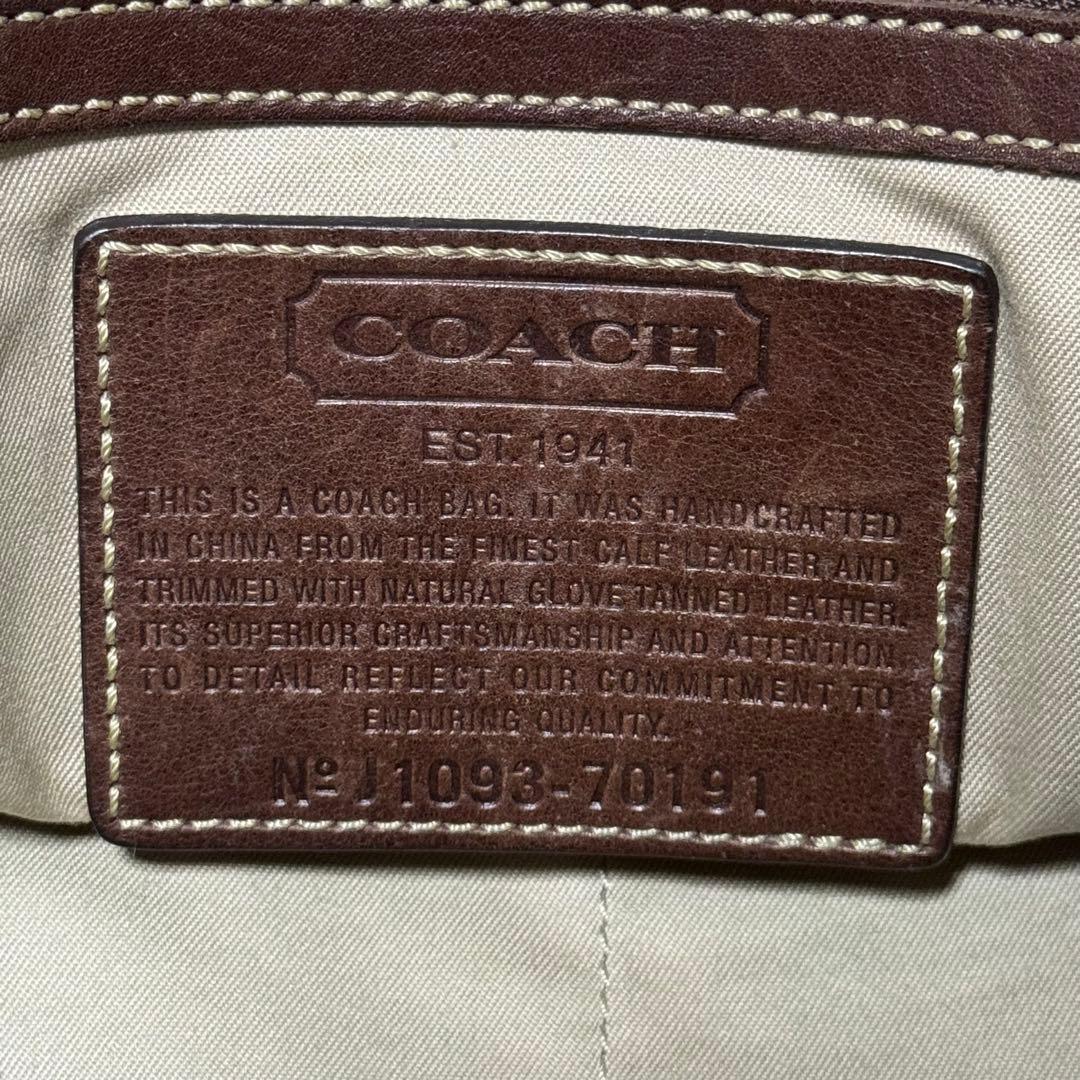 COACH
EST. 1941
THIS IS A COACH BAG. IT WAS HANDCRAFTED
IN CHINA FROM THE FINEST CALF LEATHER AND
TRIMMED WITH NATURAL GLOVE TANNED LEATHER.
ITS SUPERIOR CRAFTSMANSHIP AND ATTENTION
TO DETAIL REFLECT OUR COMMITMENT TO
ENDURING QUALITY.
Nº J1093-70191